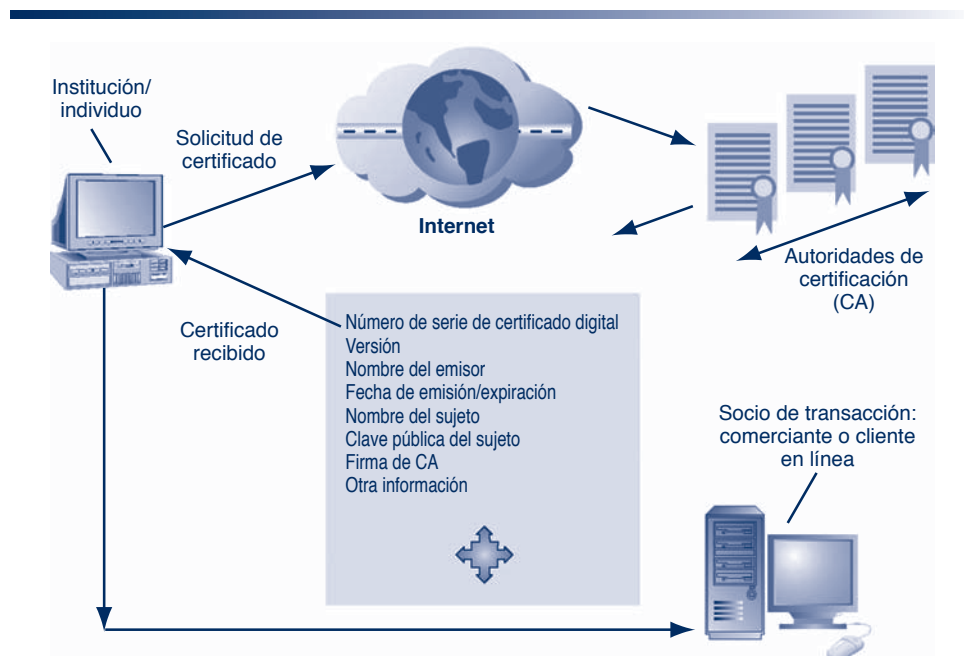 Institución/
individuo
Solicitud de
certificado
Internet
Autoridades de
certificación
(CA)
Certificado
recibido
Número de serie de certificado digital
Versión
Nombre del emisor
Fecha de emisión/expiración
Nombre del sujeto
Clave pública del sujeto
Firma de CA
Otra información
Socio de transacción:
comerciante o cliente
en línea